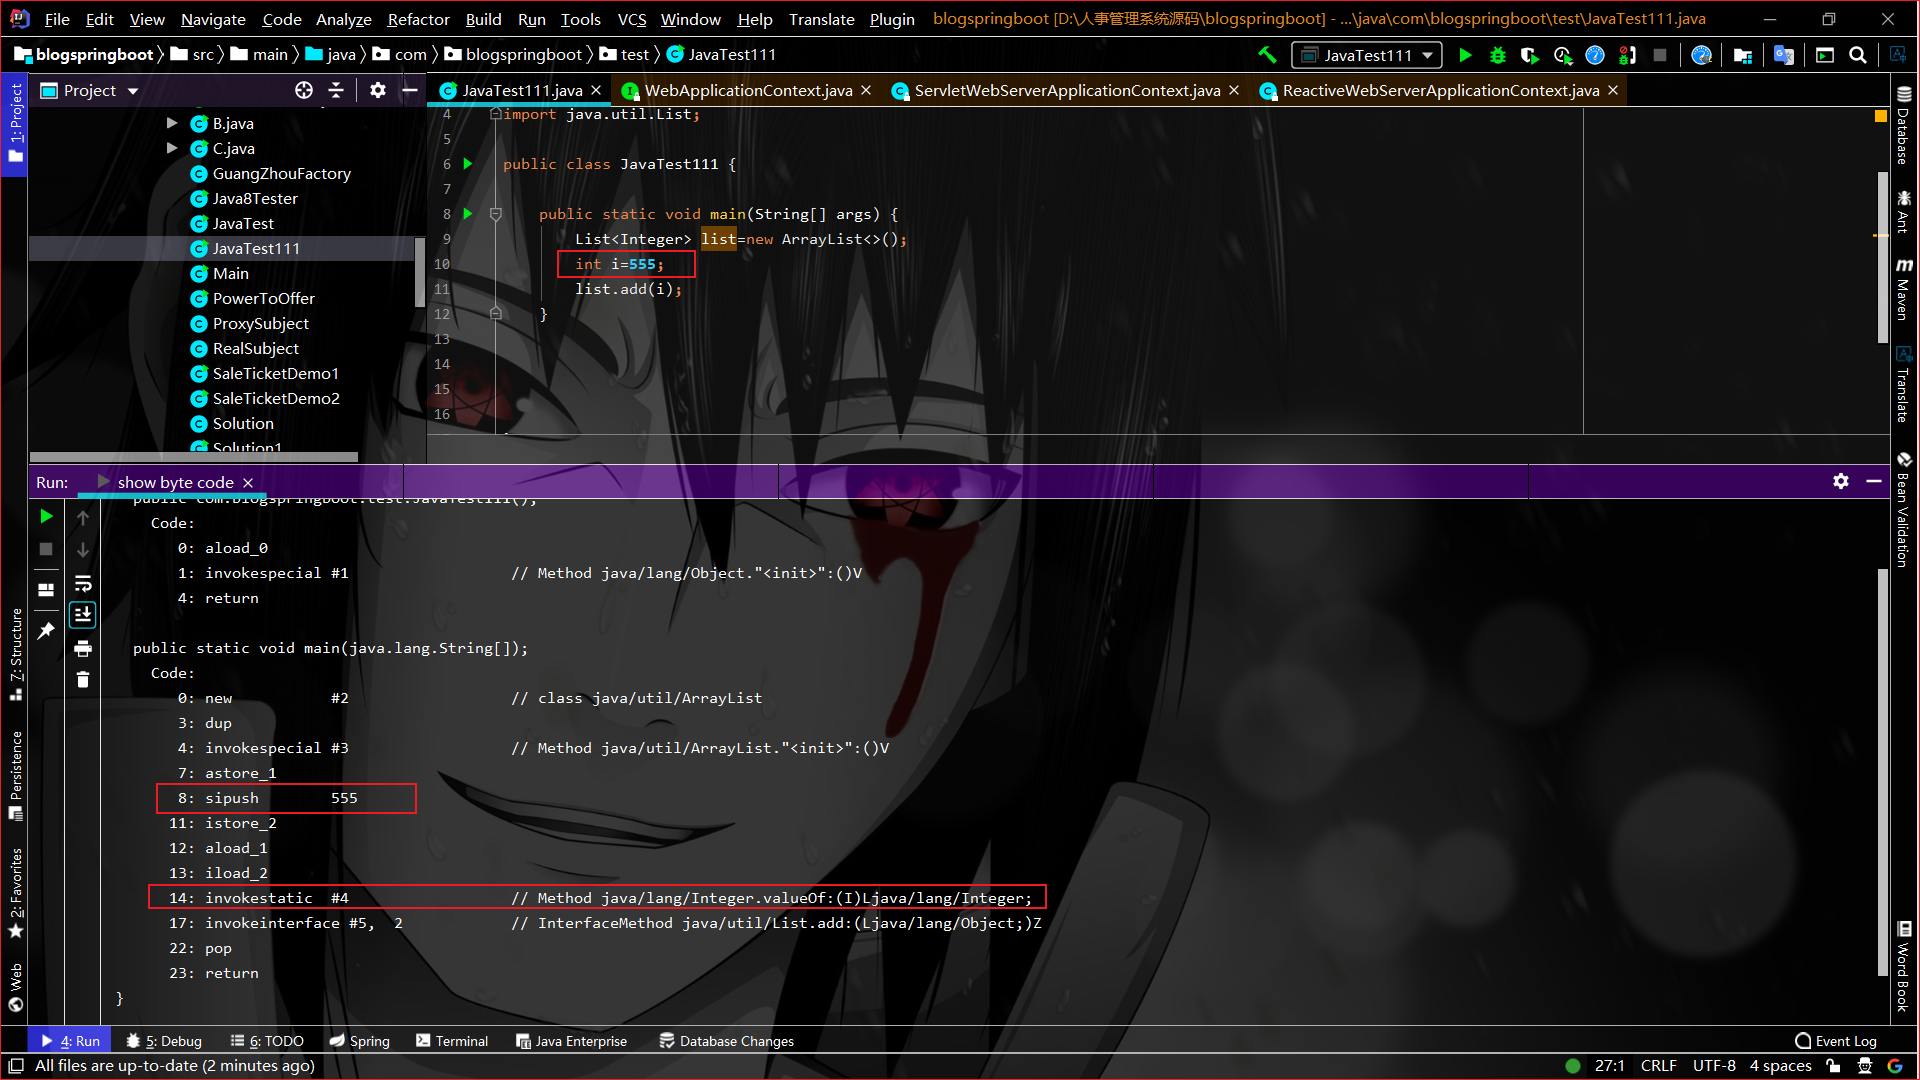 File Edit View Navigate Code Analyze Refactor Build Run Tools VCS Window Help Translate Plugin blogspringboot [D:\人事管理系统源码\blogspringboot] - ...\java\com\blogspringboot\test\JavaTest111.java
blogspringboot src main java com blogspringboot test JavaTest111
JavaTest111
Project
JavaTest111.java WebApplicationContext.java ServletWebServerApplicationContext.java ReactiveWebServerApplicationContext.java
1: Project
B.java
C.java
GuangZhouFactory
Java8Tester
JavaTest
JavaTest111
Main
PowerToOffer
ProxySubject
RealSubject
SaleTicketDemo1
SaleTicketDemo2
Solution
Solution1
4 import java.util.List;
5
6 public class JavaTest111 {
7
8 public static void main(String[] args) {
9 List<Integer> list=new ArrayList<>();
10 int i=555;
11 list.add(i);
12 }
13
14
15
16
Database
Ant
Maven
Translate
Bean Validation
Word Book
Run: show byte code
public com.blogspringboot.test.JavaTest111();
Code:
0: aload_0
1: invokespecial #1 // Method java/lang/Object."<init>":()V
4: return
public static void main(java.lang.String[]);
Code:
0: new #2 // class java/util/ArrayList
3: dup
4: invokespecial #3 // Method java/util/ArrayList."<init>":()V
7: astore_1
8: sipush 555
11: istore_2
12: aload_1
13: iload_2
14: invokestatic #4 // Method java/lang/Integer.valueOf:(I)Ljava/lang/Integer;
17: invokeinterface #5, 2 // InterfaceMethod java/util/List.add:(Ljava/lang/Object;)Z
22: pop
23: return
}
7: Structure
Persistence
2: Favorites
Web
4: Run 5: Debug 6: TODO Spring Terminal Java Enterprise Database Changes Event Log
All files are up-to-date (2 minutes ago) 27:1 CRLF UTF-8 4 spaces